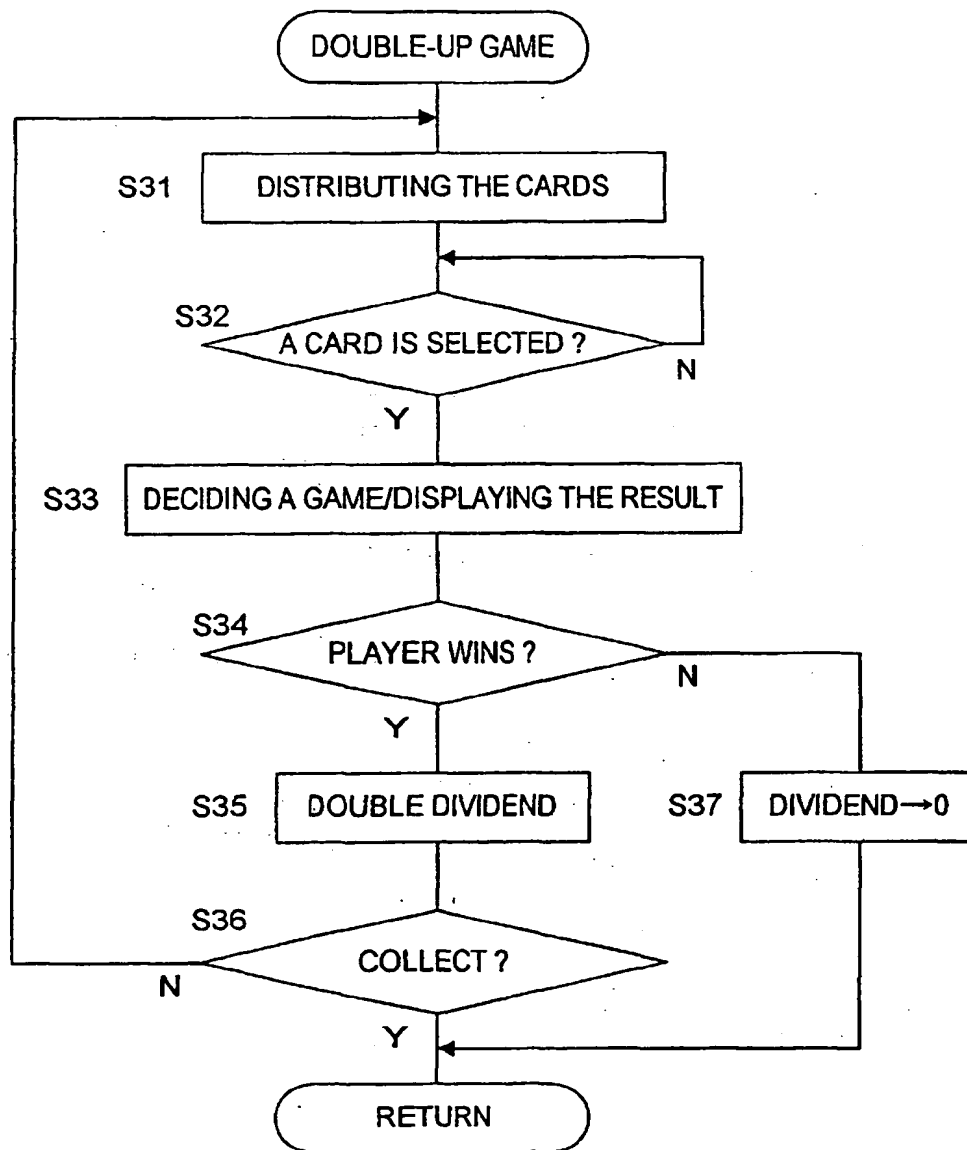 DOUBLE-UP GAME
S31
DISTRIBUTING THE CARDS
S32
A CARD IS SELECTED ?
N
Y
S33
DECIDING A GAME/DISPLAYING THE RESULT
S34
PLAYER WINS ?
N
Y
S35
DOUBLE DIVIDEND
S37
DIVIDEND→0
S36
COLLECT ?
N
Y
RETURN